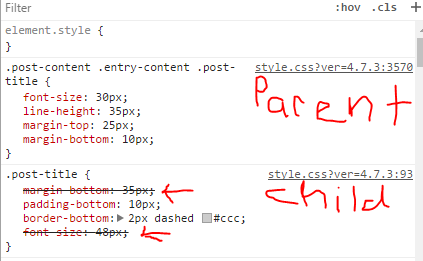 Filter :hov .cls +
element.style {
}
.post-content .entry-content .post- style.css?ver=4.7.3:3570
title {
font-size: 30px;
line-height: 35px;
margin-top: 25px;
margin-bottom: 10px;
}
Parent
.post-title { style.css?ver=4.7.3:93
margin-bottom: 35px;
padding-bottom: 10px;
border-bottom: 2px dashed #ccc;
font-size: 48px;
}
child